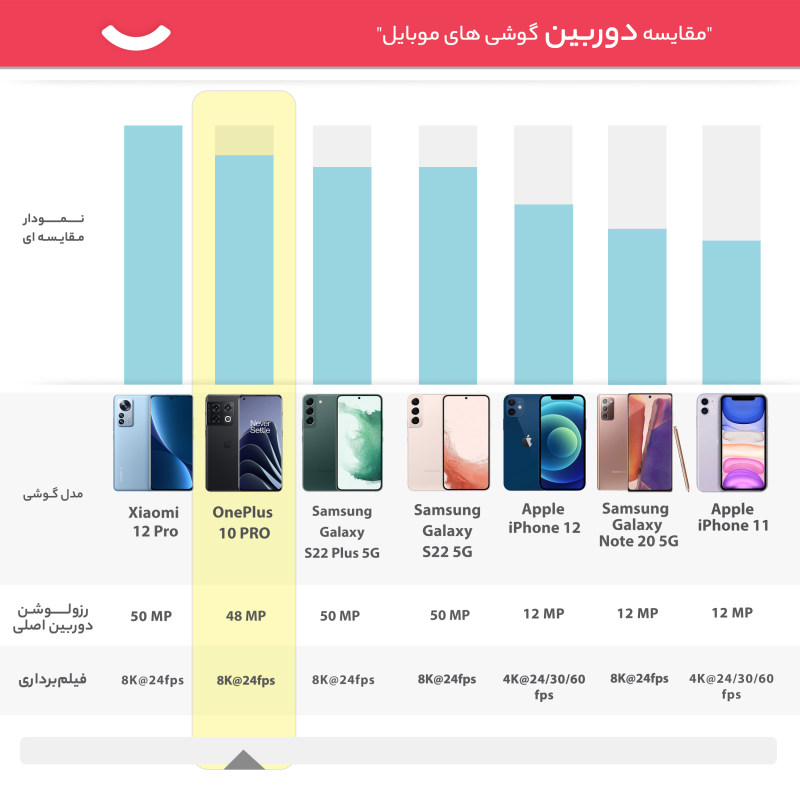 "مقایسه دوربین گوشی های موبایل"
نـــمـــودار
مقایسه ای
Never
Settle
مدل گوشی
Xiaomi
12 Pro
OnePlus
10 PRO
Samsung
Galaxy
S22 Plus 5G
Samsung
Galaxy
S22 5G
Apple
iPhone 12
Samsung
Galaxy
Note 20 5G
Apple
iPhone 11
رزولـــوشن
دوربین اصلی
50 MP
48 MP
50 MP
50 MP
12 MP
12 MP
12 MP
فیلم‌برداری
8K@24fps
8K@24fps
8K@24fps
8K@24fps
4K@24/30/60
fps
8K@24fps
4K@24/30/60
fps